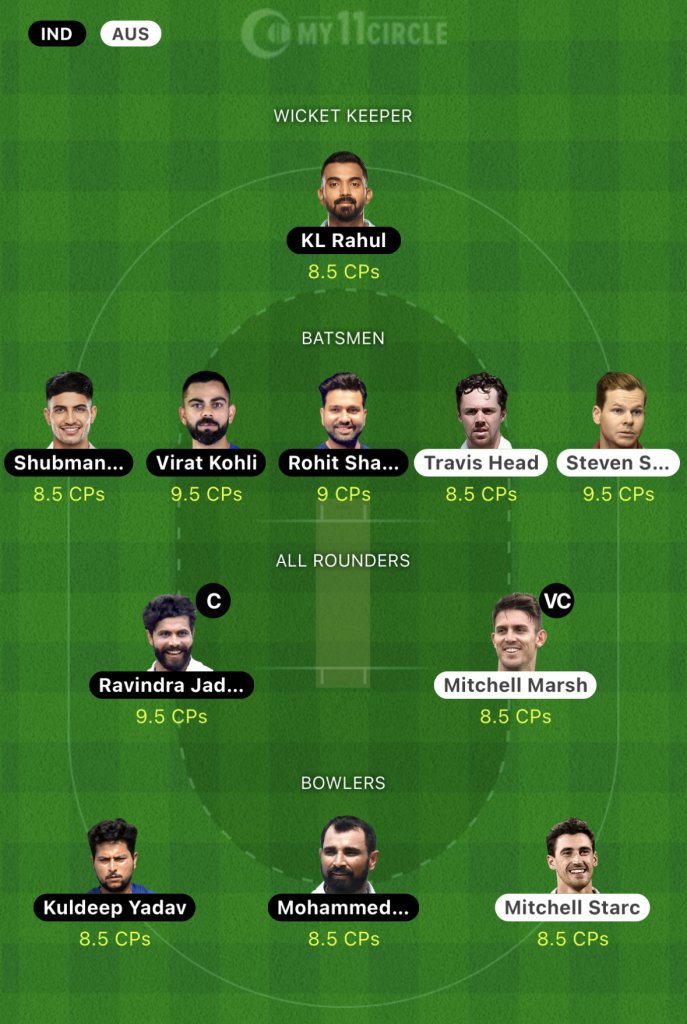 IND AUS MY11CIRCLE
WICKET KEEPER
KL Rahul
8.5 CPs
BATSMEN
Shubman... Virat Kohli Rohit Sha... Travis Head Steven S...
8.5 CPs 9.5 CPs 9 CPs 8.5 CPs 9.5 CPs
ALL ROUNDERS
C VC
Ravindra Jad... Mitchell Marsh
9.5 CPs 8.5 CPs
BOWLERS
Kuldeep Yadav Mohammed... Mitchell Starc
8.5 CPs 8.5 CPs 8.5 CPs